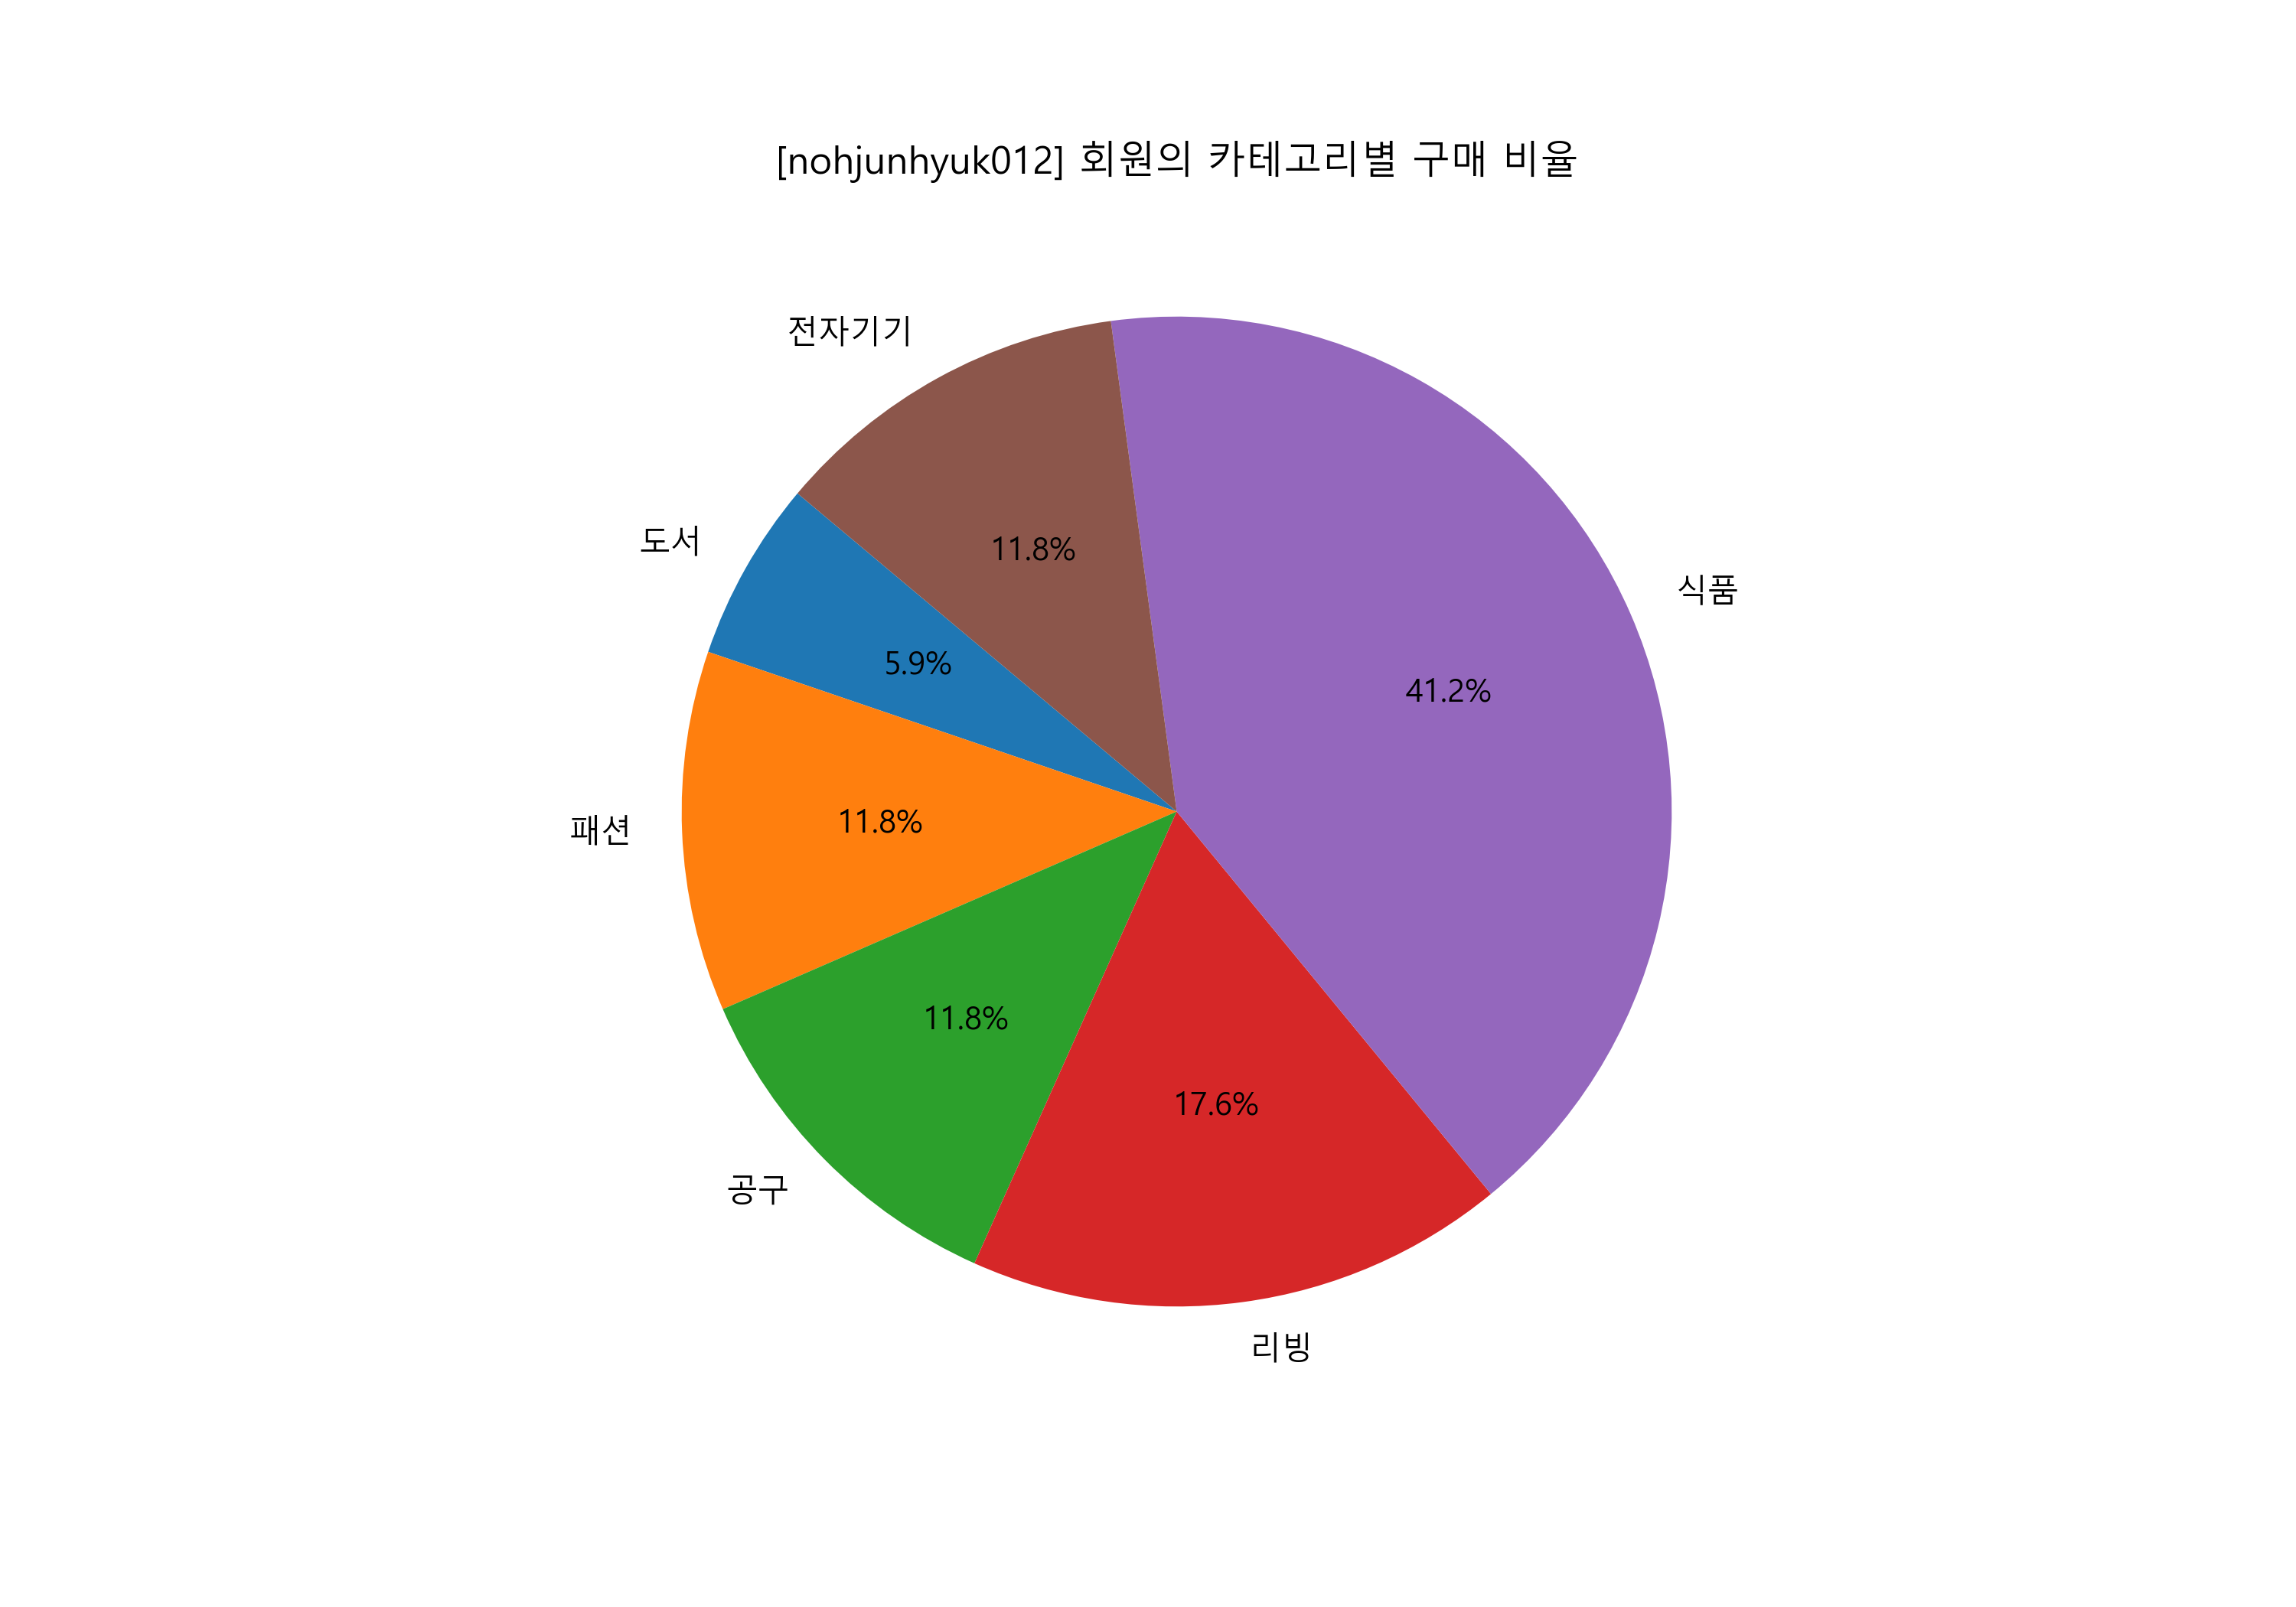 [nohjunhyuk012] 회원의 카테고리별 구매 비율
전자기기
11.8%
도서
5.9%
식품
41.2%
패션
11.8%
공구
11.8%
리빙
17.6%